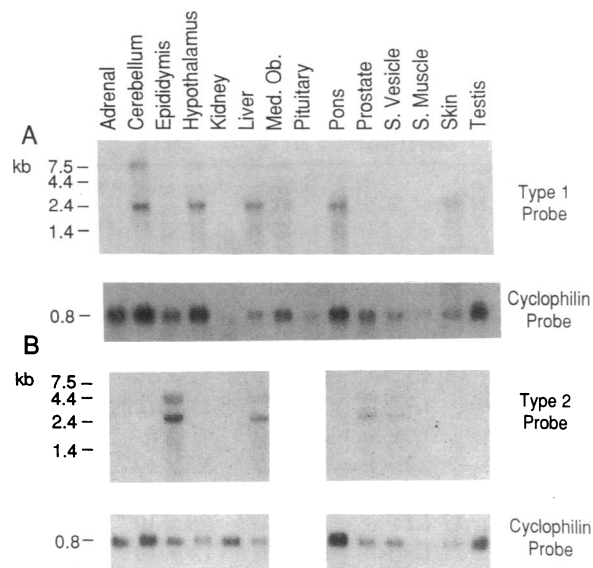 Adrenal
Cerebellum
Epididymis
Hypothalamus
Kidney
Liver
Med. Ob.
Pituitary
Pons
Prostate
S. Vesicle
S. Muscle
Skin
Testis
A
kb
7.5
4.4
2.4
1.4
Type 1
Probe
0.8
Cyclophilin
Probe
B
kb
7.5
4.4
2.4
1.4
Type 2
Probe
0.8
Cyclophilin
Probe